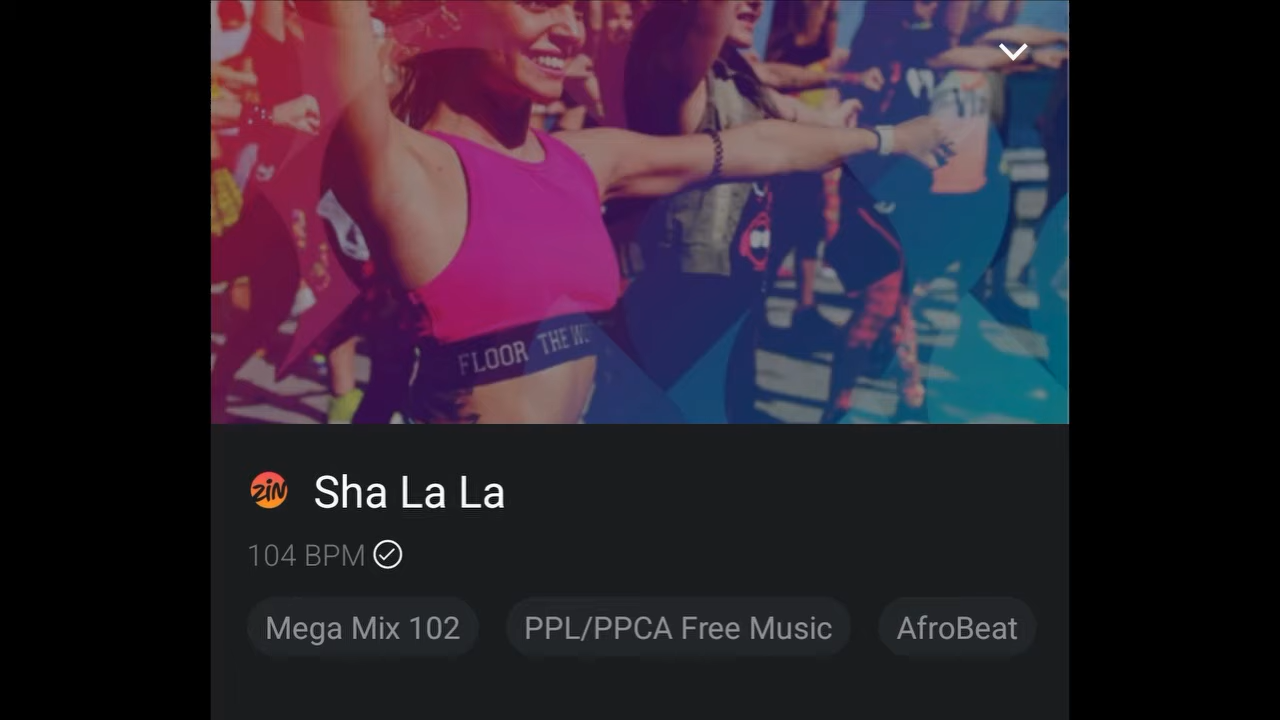 FLOOR THE
ZIN Sha La La
104 BPM
Mega Mix 102 PPL/PPCA Free Music AfroBeat